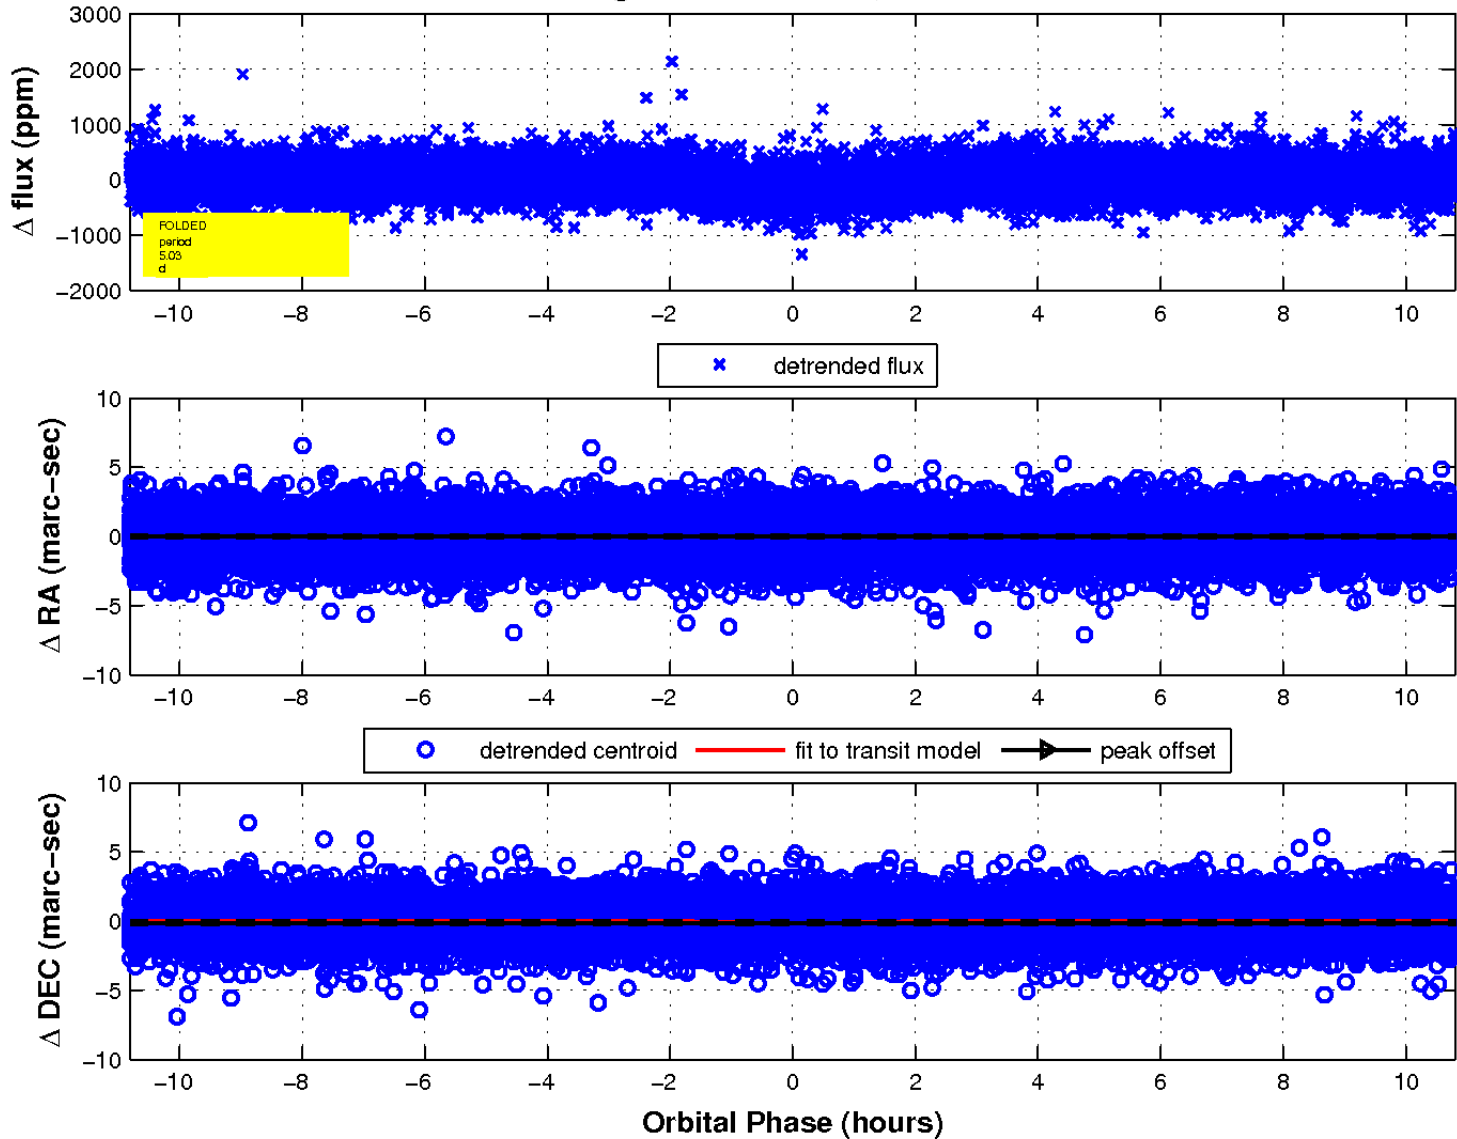 3000
2000
1000
0
−1000
−2000
Δ flux (ppm)
FOLDED
period
5.03
d
−10 −8 −6 −4 −2 0 2 4 6 8 10
detrended flux
10
5
0
−5
−10
Δ RA (marc−sec)
−10 −8 −6 −4 −2 0 2 4 6 8 10
detrended centroid fit to transit model peak offset
10
5
0
−5
−10
Δ DEC (marc−sec)
−10 −8 −6 −4 −2 0 2 4 6 8 10
Orbital Phase (hours)